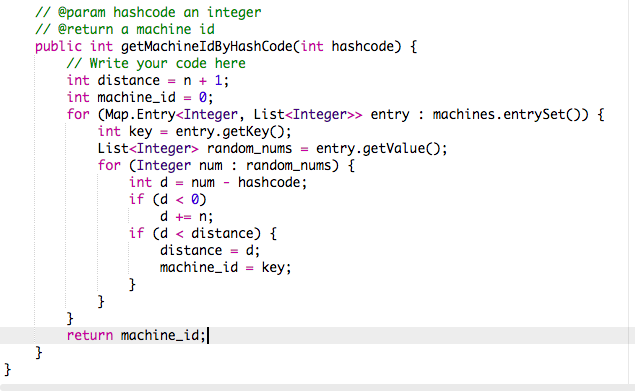 // @param hashcode an integer
// @return a machine id
public int getMachineIdByHashCode(int hashcode) {
// Write your code here
int distance = n + 1;
int machine_id = 0;
for (Map.Entry<Integer, List<Integer>> entry : machines.entrySet()) {
int key = entry.getKey();
List<Integer> random_nums = entry.getValue();
for (Integer num : random_nums) {
int d = num - hashcode;
if (d < 0)
d += n;
if (d < distance) {
distance = d;
machine_id = key;
}
}
}
return machine_id;
}
}